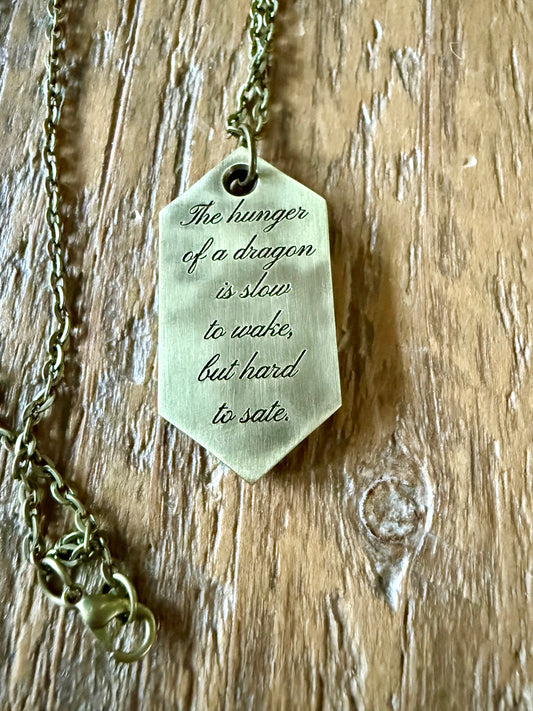 The hunger
of a dragon
is slow
to wake,
but hard
to sate.